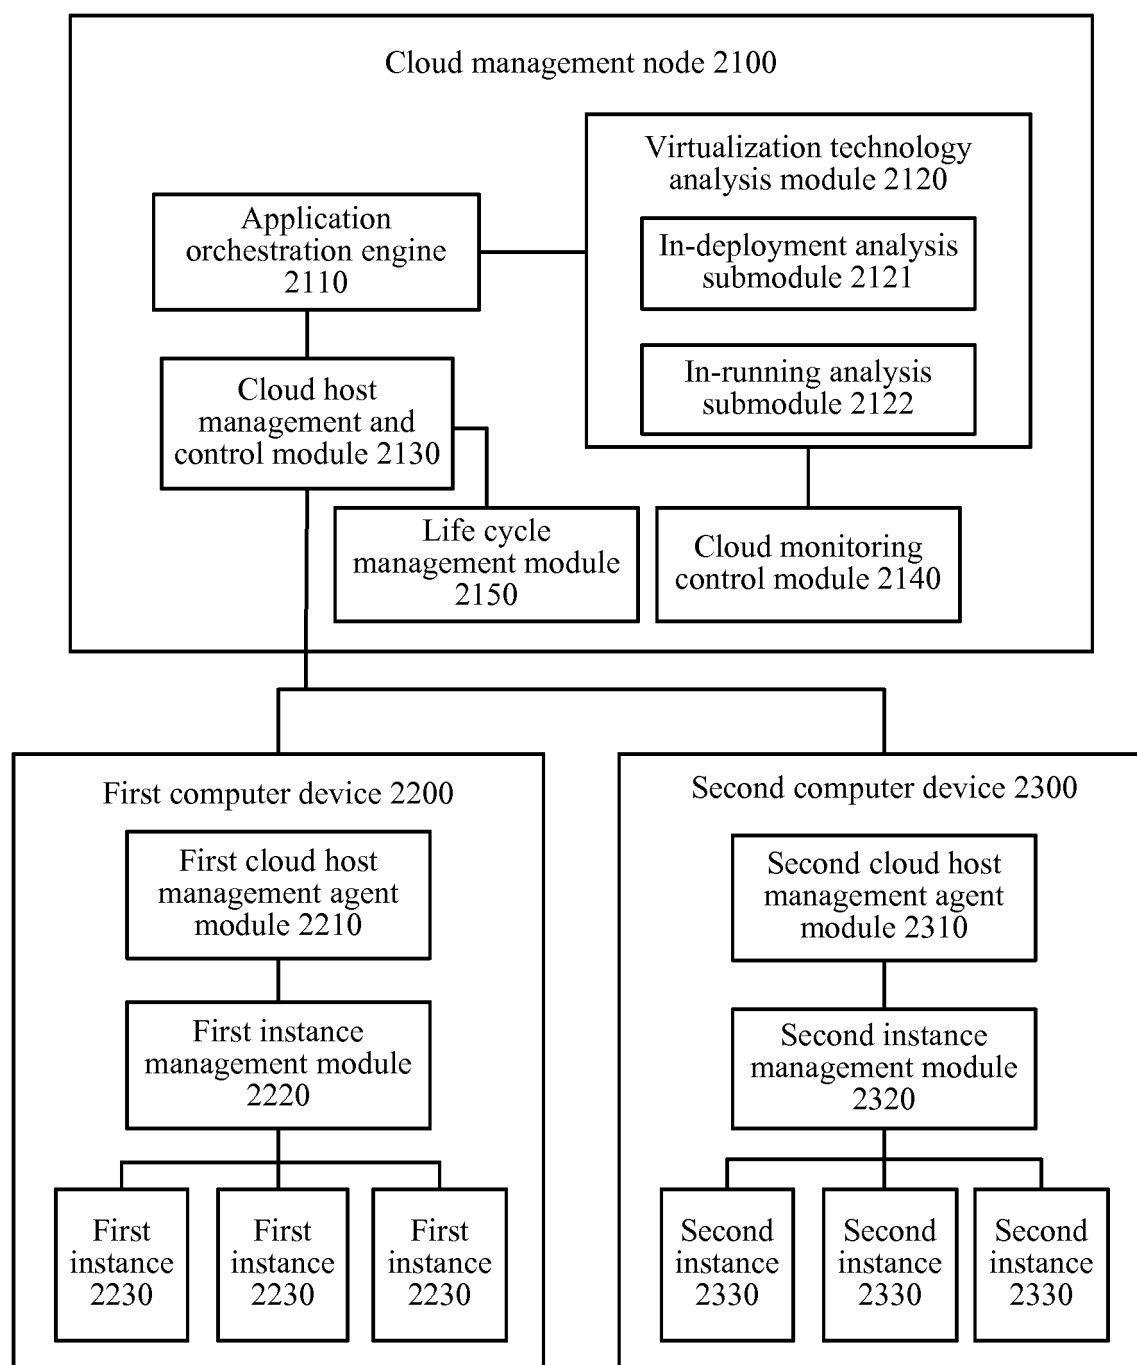 Cloud management node 2100
Virtualization technology
analysis module 2120
Application
orchestration engine
2110
In-deployment analysis
submodule 2121
In-running analysis
submodule 2122
Cloud host
management and
control module 2130
Life cycle
management module
2150
Cloud monitoring
control module 2140
First computer device 2200
First cloud host
management agent
module 2210
First instance
management module
2220
First
instance
2230
First
instance
2230
First
instance
2230
Second computer device 2300
Second cloud host
management agent
module 2310
Second instance
management module
2320
Second
instance
2330
Second
instance
2330
Second
instance
2330